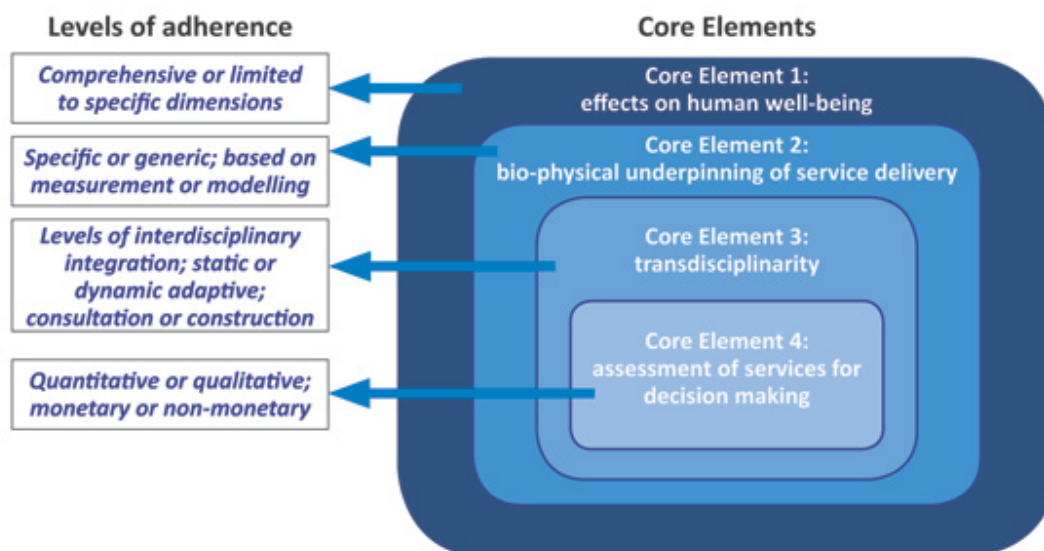 Levels of adherence
Core Elements
Comprehensive or limited
to specific dimensions
Core Element 1:
effects on human well-being
Specific or generic; based on
measurement or modelling
Core Element 2:
bio-physical underpinning of service delivery
Levels of interdisciplinary
integration; static or
dynamic adaptive;
consultation or construction
Core Element 3:
transdisciplinarity
Quantitative or qualitative;
monetary or non-monetary
Core Element 4:
assessment of services for
decision making